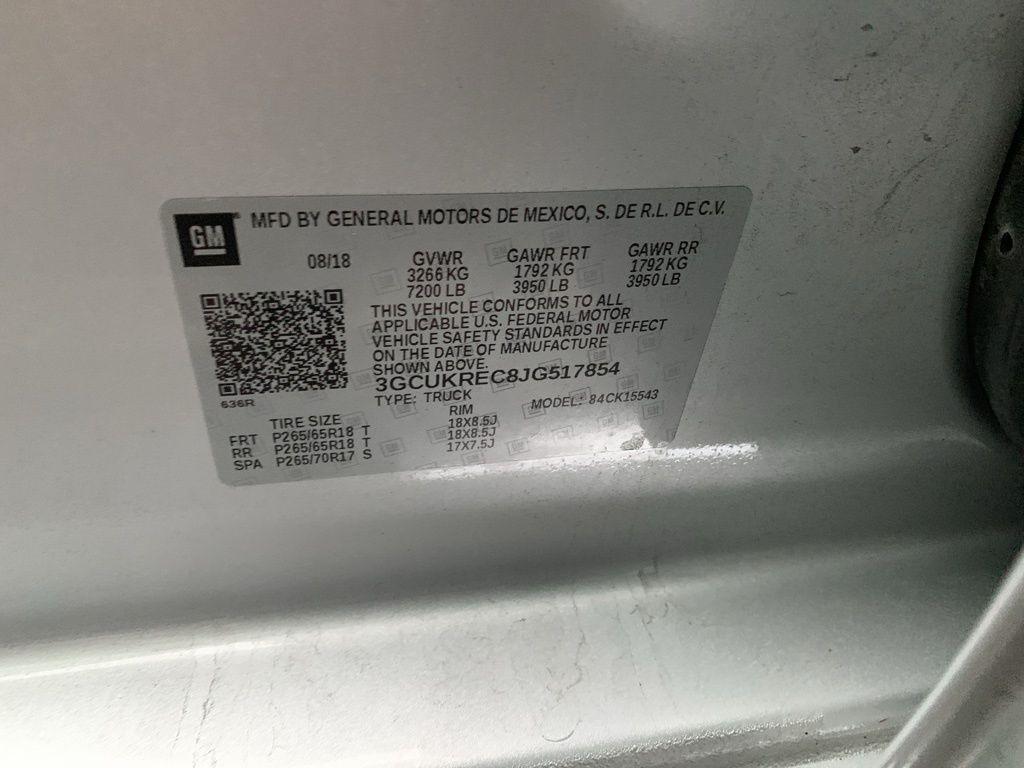 GM
MFD BY GENERAL MOTORS DE MEXICO, S. DE R.L. DE C.V.
08/18 GVWR GAWR FRT GAWR RR
3266 KG 1792 KG 1792 KG
7200 LB 3950 LB 3950 LB
THIS VEHICLE CONFORMS TO ALL
APPLICABLE U.S. FEDERAL MOTOR
VEHICLE SAFETY STANDARDS IN EFFECT
ON THE DATE OF MANUFACTURE
SHOWN ABOVE.
3GCUKREC8JG517854
636R
TYPE: TRUCK MODEL: 84CK15543
TIRE SIZE RIM
FRT P265/65R18 T 18X8.5J
RR P265/65R18 T 18X8.5J
SPA P265/70R17 S 17X7.5J